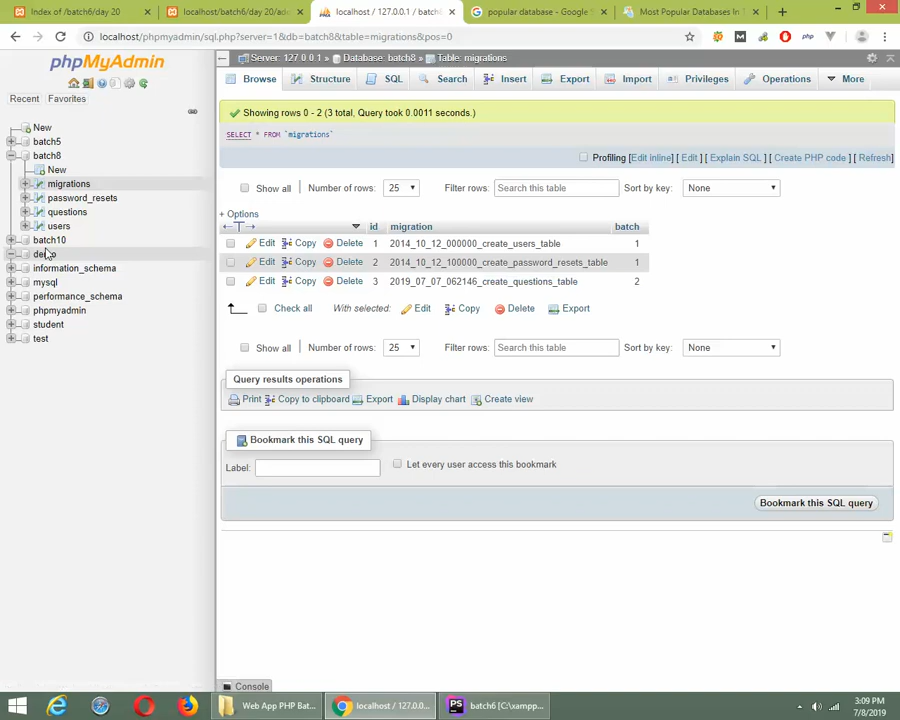 Index of /batch6/day 20
localhost/batch6/day 20/ad
localhost / 127.0.0.1 / batch8
popular database - Google S
Most Popular Databases In
localhost/phpmyadmin/sql.php?server=1&db=batch8&table=migrations&pos=0
phpMyAdmin
Recent Favorites
New
batch5
batch8
New
migrations
password_resets
questions
users
batch10
demo
information_schema
mysql
performance_schema
phpmyadmin
student
test
Server: 127.0.0.1 » Database: batch8 » Table: migrations
Browse Structure SQL Search Insert Export Import Privileges Operations More
Showing rows 0 - 2 (3 total, Query took 0.0011 seconds.)
SELECT * FROM `migrations`
Profiling [Edit inline] [ Edit ] [ Explain SQL ] [ Create PHP code ] [ Refresh]
Show all Number of rows: 25 Filter rows: Search this table Sort by key: None
+ Options
id migration batch
Edit Copy Delete 1 2014_10_12_000000_create_users_table 1
Edit Copy Delete 2 2014_10_12_100000_create_password_resets_table 1
Edit Copy Delete 3 2019_07_07_062146_create_questions_table 2
Check all With selected: Edit Copy Delete Export
Show all Number of rows: 25 Filter rows: Search this table Sort by key: None
Query results operations
Print Copy to clipboard Export Display chart Create view
Bookmark this SQL query
Label: Let every user access this bookmark
Bookmark this SQL query
Console
Web App PHP Bat...
localhost / 127.0.0...
batch6 [C:\xampp...
3:09 PM
7/8/2019